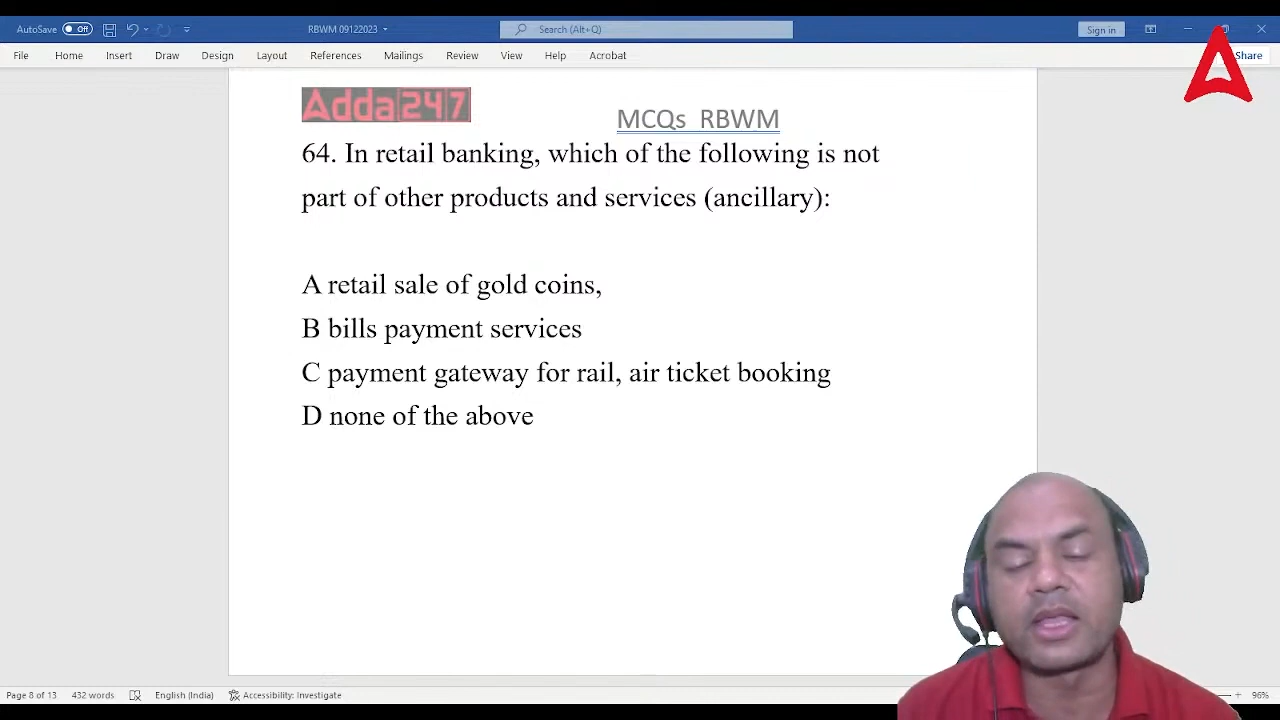 AutoSave Off RBWM 09122023 Search (Alt+Q) Sign in
File Home Insert Draw Design Layout References Mailings Review View Help Acrobat Share
Adda 247
MCQs RBWM
64. In retail banking, which of the following is not
part of other products and services (ancillary):
A retail sale of gold coins,
B bills payment services
C payment gateway for rail, air ticket booking
D none of the above
Page 8 of 13 432 words English (India) Accessibility: Investigate 96%